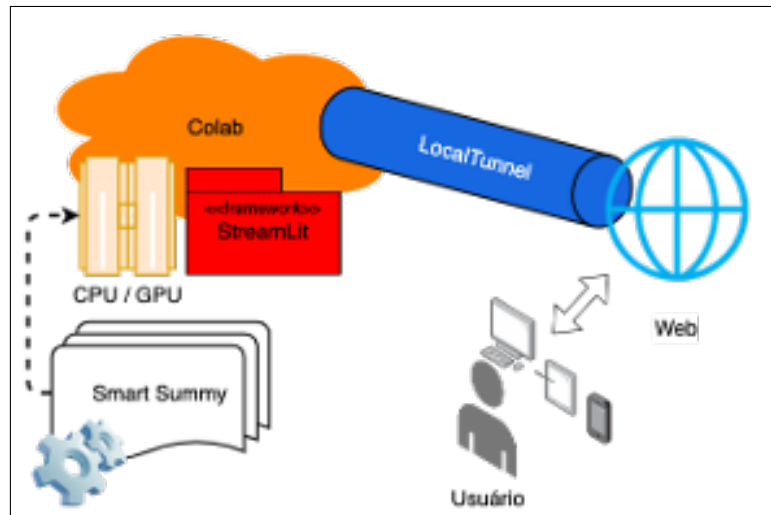 Colab
LocalTunnel
<<framework>>
StreamLit
CPU / GPU
Web
Smart Summy
Usuário